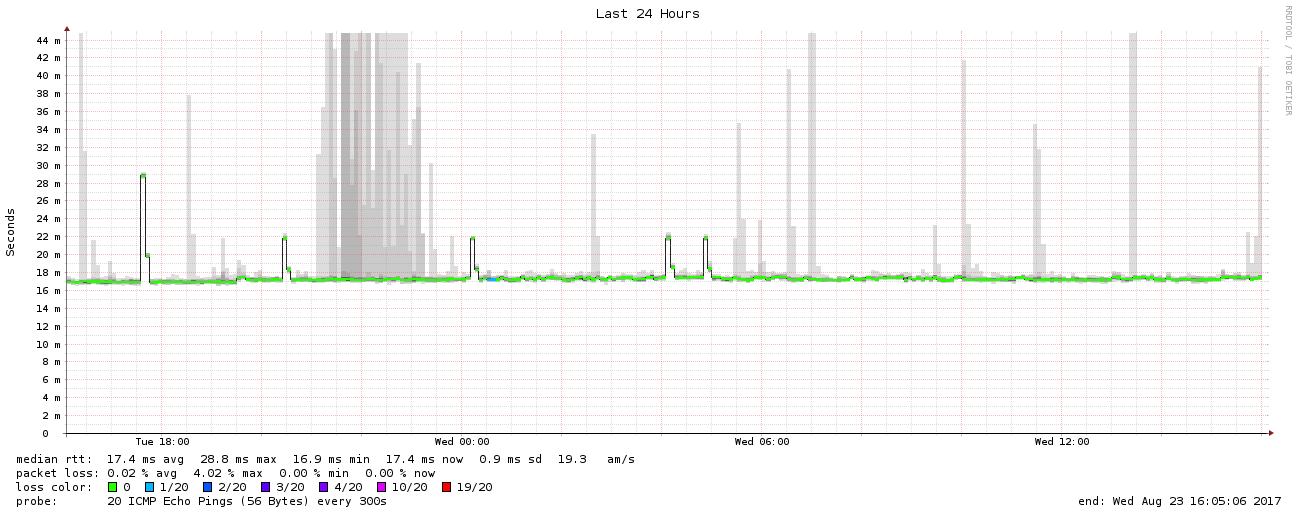 Last 24 Hours
RRDTOOL / TOBI OETIKER
Seconds
44 m
42 m
40 m
38 m
36 m
34 m
32 m
30 m
28 m
26 m
24 m
22 m
20 m
18 m
16 m
14 m
12 m
10 m
8 m
6 m
4 m
2 m
0
Tue 18:00 Wed 00:00 Wed 06:00 Wed 12:00
median rtt: 17.4 ms avg 28.8 ms max 16.9 ms min 17.4 ms now 0.9 ms sd 19.3 am/s
packet loss: 0.02 % avg 4.02 % max 0.00 % min 0.00 % now
loss color: 0 1/20 2/20 3/20 4/20 10/20 19/20
probe: 20 ICMP Echo Pings (56 Bytes) every 300s end: Wed Aug 23 16:05:06 2017